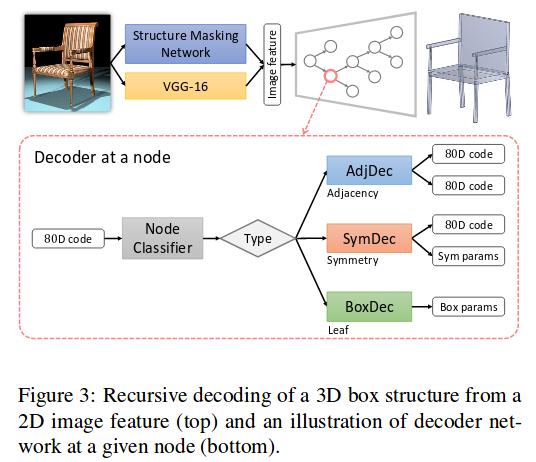 Structure Masking
Network
VGG-16
Image feature
Decoder at a node
80D code
Node
Classifier
Type
AdjDec
Adjacency
80D code
80D code
SymDec
Symmetry
80D code
Sym params
BoxDec
Leaf
Box params
Figure 3: Recursive decoding of a 3D box structure from a
2D image feature (top) and an illustration of decoder net-
work at a given node (bottom).